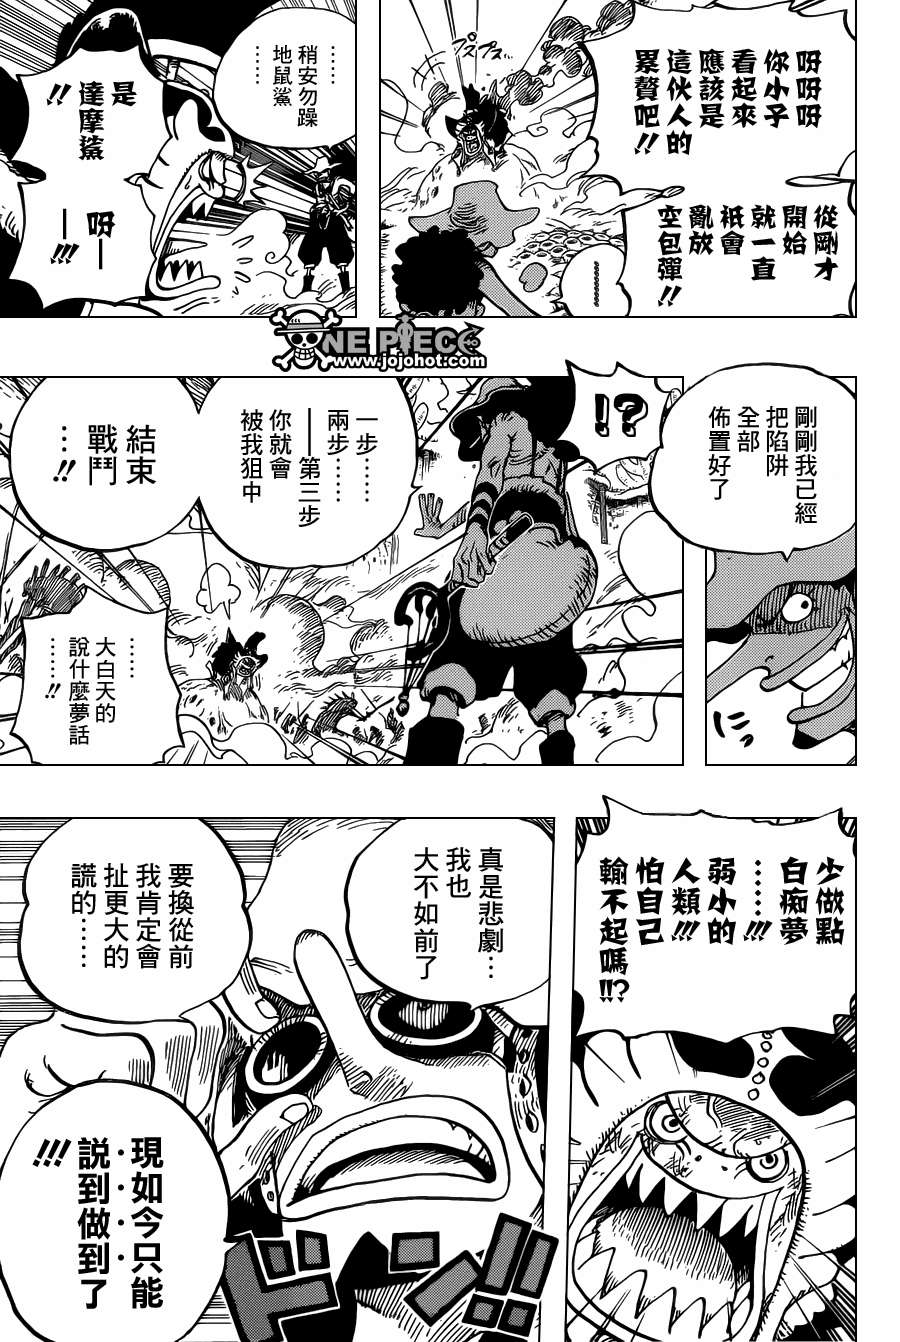 呀呀呀
你小子
看起來
應該是
這伙人的
累贅吧!!
從剛才
開始
就一直
衹會
亂放
空包彈!!
…………
……
稍安勿躁
地鼠鯊
……
是
達摩鯊
!!
呀——
——!!!
剛剛我已經
把陷阱
全部
佈置好了
ニッ
!?
一步……
兩步……
——第三步
你就會
被我狙中
結束
戰鬥
…!!
……
大白天的
說什麼夢話
……
少做點
白痴夢
……!!!
弱小的
人類!!!
怕自己
輸不起嗎!!?
真是悲劇…
我也
大不如前了
要換從前
我肯定會
扯更大的
謊的……
現如今只能
說到做到了
!!!
ドン!!
ONE PIECE
www.jojohot.com